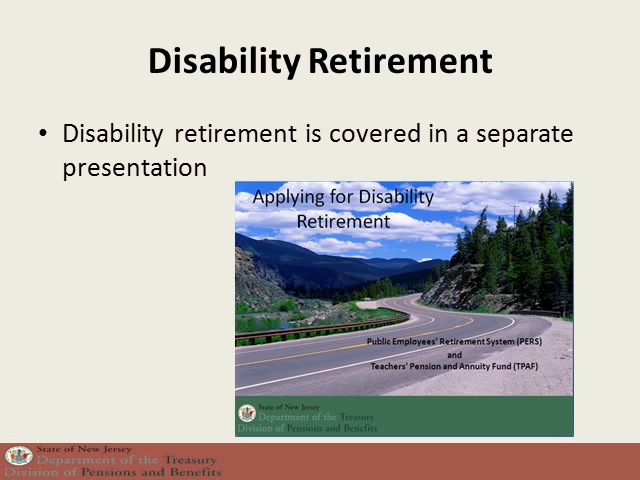 Disability Retirement
• Disability retirement is covered in a separate
presentation
Applying for Disability
Retirement
Public Employees' Retirement System (PERS)
and
Teachers' Pension and Annuity Fund (TPAF)
State of New Jersey
Department of the Treasury
Division of Pensions and Benefits
State of New Jersey
Department of the Treasury
Division of Pensions and Benefits